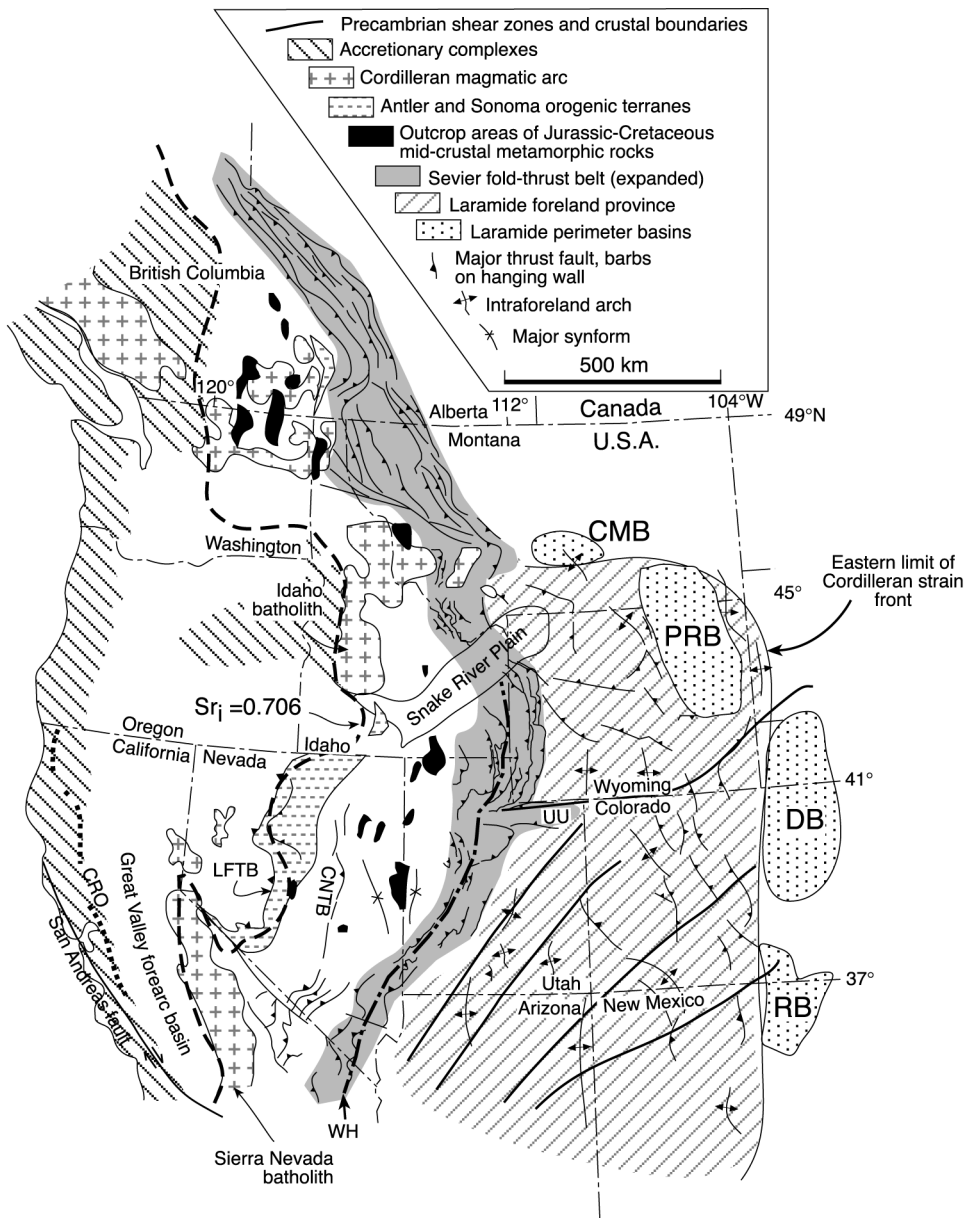 Precambrian shear zones and crustal boundaries
Accretionary complexes
Cordilleran magmatic arc
Antler and Sonoma orogenic terranes
Outcrop areas of Jurassic-Cretaceous
mid-crustal metamorphic rocks
Sevier fold-thrust belt (expanded)
Laramide foreland province
Laramide perimeter basins
Major thrust fault, barbs
on hanging wall
Intraforeland arch
Major synform
500 km
British Columbia
120°
Alberta
112°
Canada
104°W
49°N
Montana
U.S.A.
CMB
Washington
Eastern limit of
Cordilleran strain
front
45°
Idaho
batholith
PRB
Snake River Plain
Sri =0.706
Oregon
Idaho
California
Nevada
Wyoming
41°
Colorado
UU
DB
LFTB
CNTB
CRO
Great Valley forearc basin
San Andreas fault
Utah
37°
Arizona
New Mexico
RB
WH
Sierra Nevada
batholith